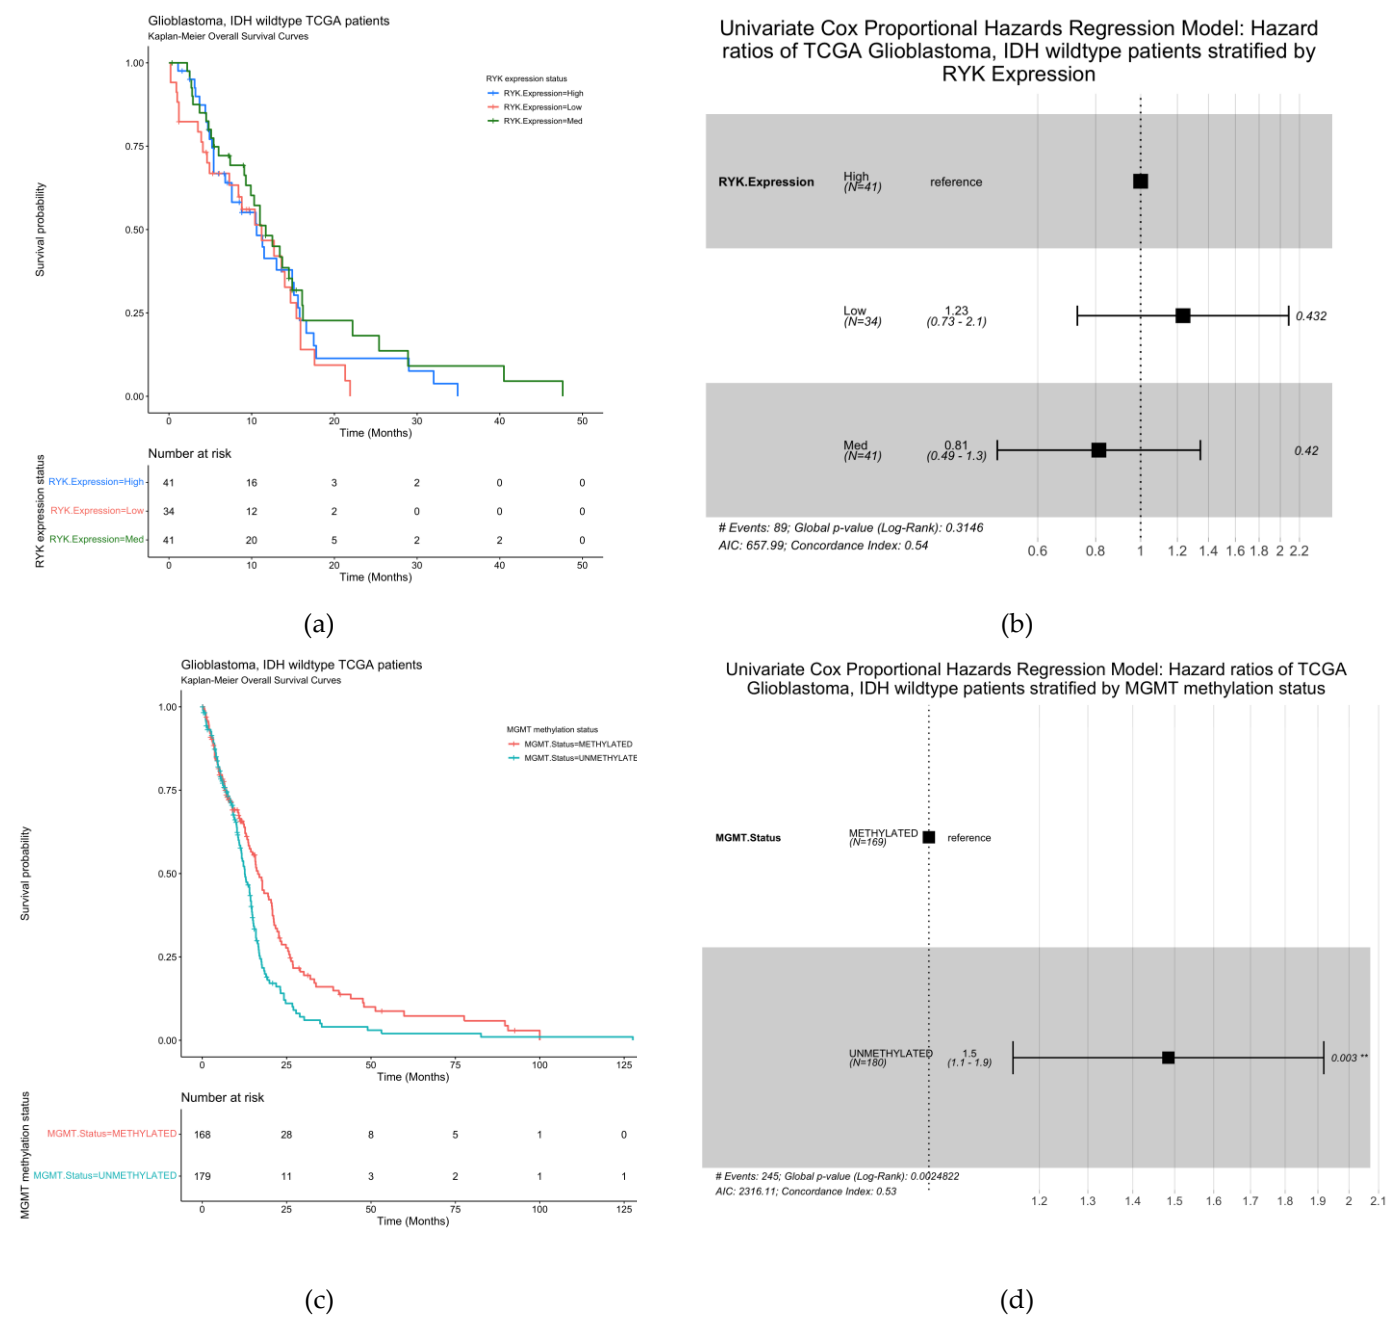 Glioblastoma, IDH wildtype TCGA patients
Kaplan-Meier Overall Survival Curves
RYK expression status
RYK.Expression=High
RYK.Expression=Low
RYK.Expression=Med
Survival probability
1.00
0.75
0.50
0.25
0.00
0 10 20 30 40 50
Time (Months)
Number at risk
RYK expression status
RYK.Expression=High 41 16 3 2 0 0
RYK.Expression=Low 34 12 2 0 0 0
RYK.Expression=Med 41 20 5 2 2 0
0 10 20 30 40 50
Time (Months)
(a)
Univariate Cox Proportional Hazards Regression Model: Hazard
ratios of TCGA Glioblastoma, IDH wildtype patients stratified by
RYK Expression
RYK.Expression High reference
(N=41)
Low 1.23 0.432
(N=34) (0.73 - 2.1)
Med 0.81 0.42
(N=41) (0.49 - 1.3)
# Events: 89; Global p-value (Log-Rank): 0.3146
AIC: 657.99; Concordance Index: 0.54
0.6 0.8 1 1.2 1.4 1.6 1.8 2 2.2
(b)
Glioblastoma, IDH wildtype TCGA patients
Kaplan-Meier Overall Survival Curves
MGMT methylation status
MGMT.Status=METHYLATED
MGMT.Status=UNMETHYLATE
Survival probability
1.00
0.75
0.50
0.25
0.00
0 25 50 75 100 125
Time (Months)
Number at risk
MGMT methylation status
MGMT.Status=METHYLATED 168 28 8 5 1 0
MGMT.Status=UNMETHYLATED 179 11 3 2 1 1
0 25 50 75 100 125
Time (Months)
(c)
Univariate Cox Proportional Hazards Regression Model: Hazard ratios of TCGA
Glioblastoma, IDH wildtype patients stratified by MGMT methylation status
MGMT.Status METHYLATED reference
(N=169)
UNMETHYLATED 1.5 0.003 **
(N=180) (1.1 - 1.9)
# Events: 245; Global p-value (Log-Rank): 0.0024822
AIC: 2316.11; Concordance Index: 0.53
1.2 1.3 1.4 1.5 1.6 1.7 1.8 1.9 2 2.1
(d)